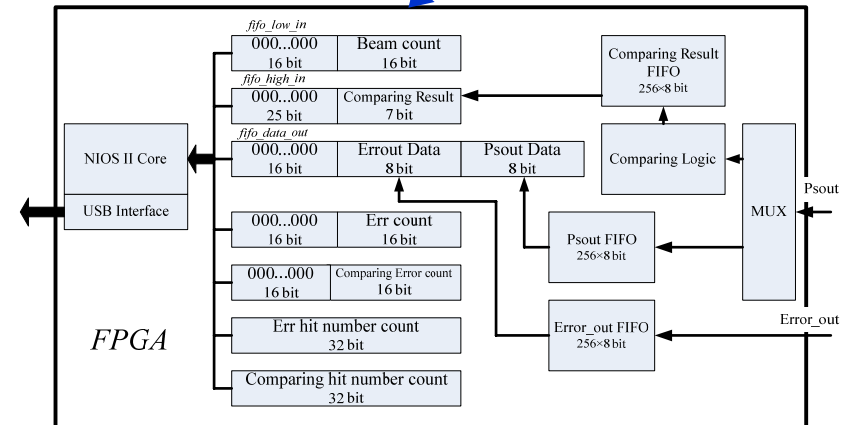 fifo_low_in
000...000 Beam count
16 bit 16 bit
fifo_high_in
000...000 Comparing Result
25 bit 7 bit
fifo_data_out
000...000 Errout Data Psout Data
16 bit 8 bit 8 bit
000...000 Err count
16 bit 16 bit
000...000 Comparing Error count
16 bit 16 bit
Err hit number count
32 bit
Comparing hit number count
32 bit
NIOS II Core
USB Interface
FPGA
Comparing Result
FIFO
256×8 bit
Comparing Logic
MUX
Psout
Psout FIFO
256×8 bit
Error_out
Error_out FIFO
256×8 bit